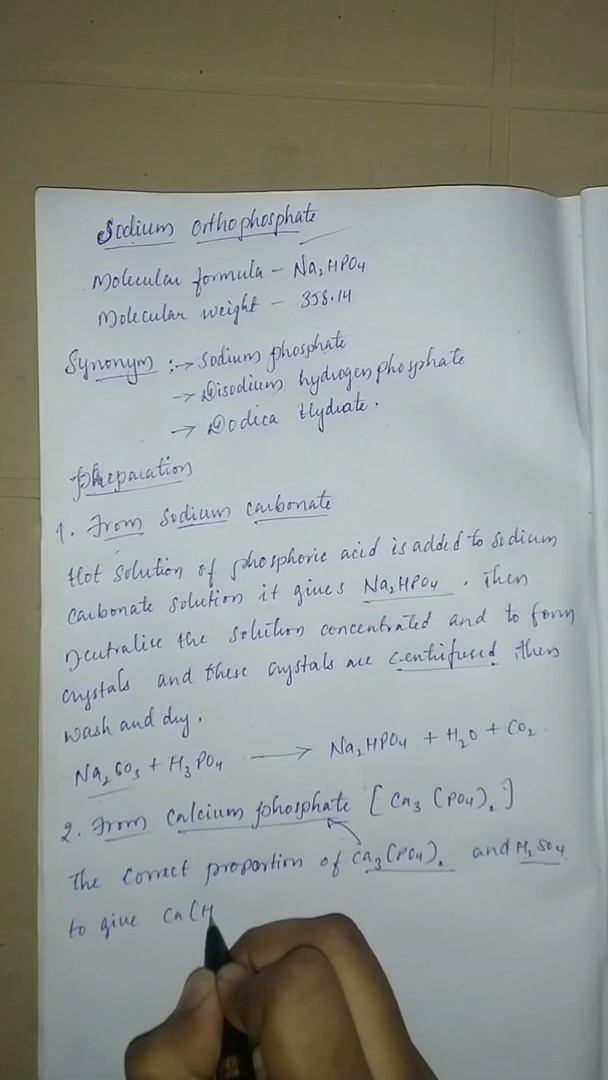 Sodium Orthophosphate
Molecular formula - Na₂HPO₄
Molecular weight - 358.14
Synonym :→ Sodium phosphate
→ Disodium hydrogen phosphate
→ Dodica Hydrate.
Preparation
1. From Sodium carbonate
Hot solution of phosphoric acid is added to sodium
carbonate solution it gives Na₂HPO₄. Then
Neutralise the solution concentrated and to form
crystals and these crystals are centrifused then
wash and dry.
Na₂CO₃ + H₃PO₄ → Na₂HPO₄ + H₂O + CO₂.
2. From Calcium phosphate [Ca₃(PO₄)₂]
The correct proportion of Ca₃(PO₄)₂ and H₂SO₄
to give Ca(H